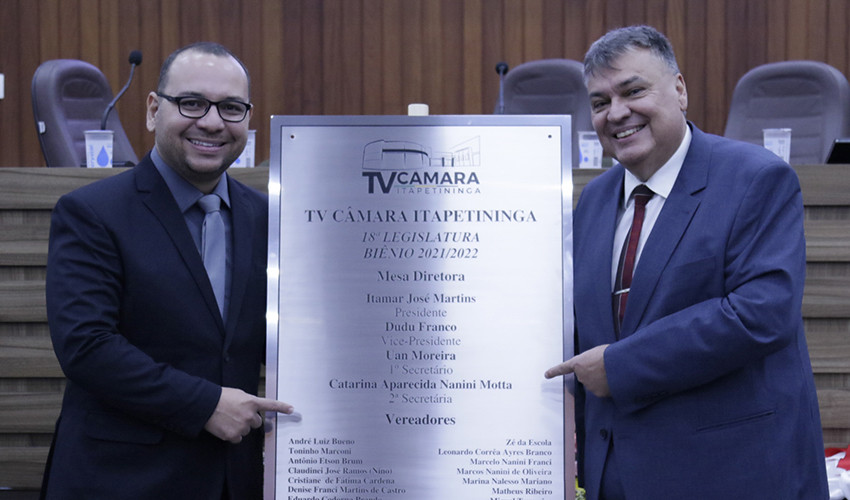 TV CÂMARA
ITAPETININGA
TV CÂMARA ITAPETININGA
18ª LEGISLATURA
BIÊNIO 2021/2022
Mesa Diretora
Itamar José Martins
Presidente
Dudu Franco
Vice-Presidente
Uan Moreira
1º Secretário
Catarina Aparecida Nanini Motta
2ª Secretária
Vereadores
André Luiz Bueno
Toninho Marconi
Antônio Etson Brun
Claudinei José Ramos (Nino)
Cristiane de Fátima Cardena
Denise Franci Martins de Castro
Eduardo
Zé da Escola
Leonardo Corrêa Ayres Branco
Marcelo Nanini Franci
Marcos Nanini de Oliveira
Marina Nalesso Mariano
Matheus Ribeiro